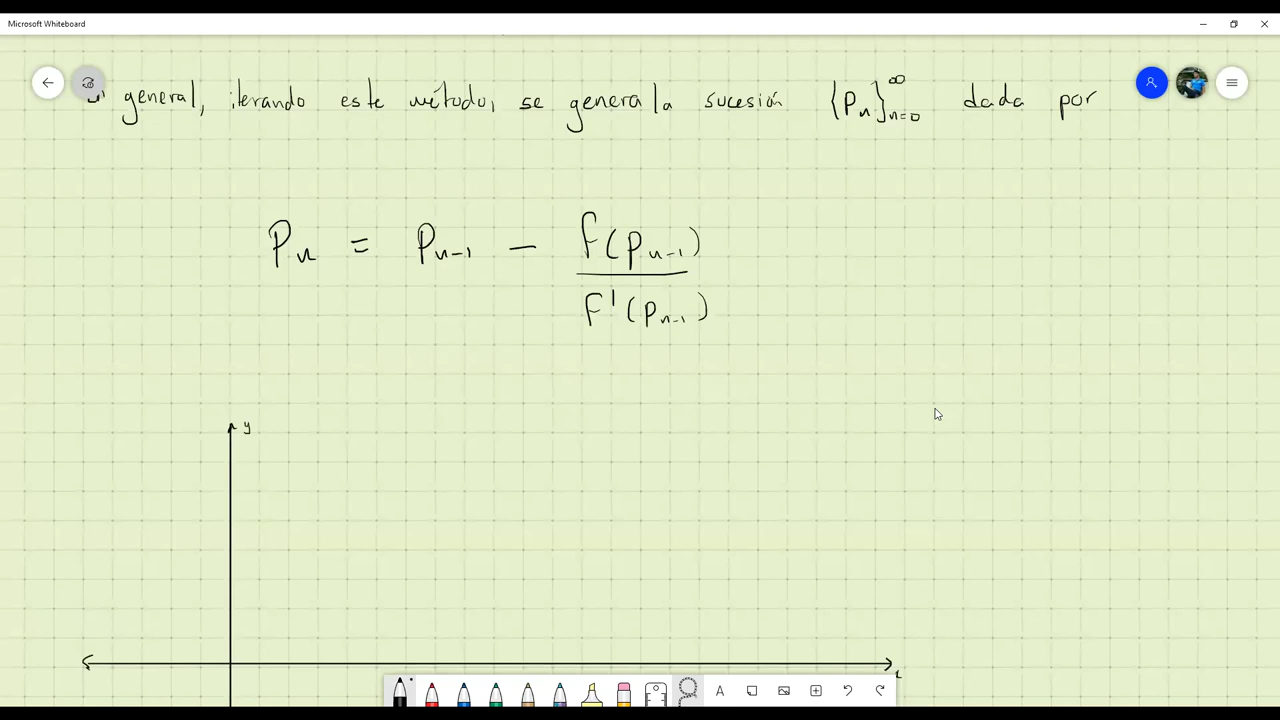 Microsoft Whiteboard
general, iterando este método, se genera la sucesión {Pn}∞n=0 dada por
Pn = Pn-1 - f(Pn-1)
f'(Pn-1)
y
A